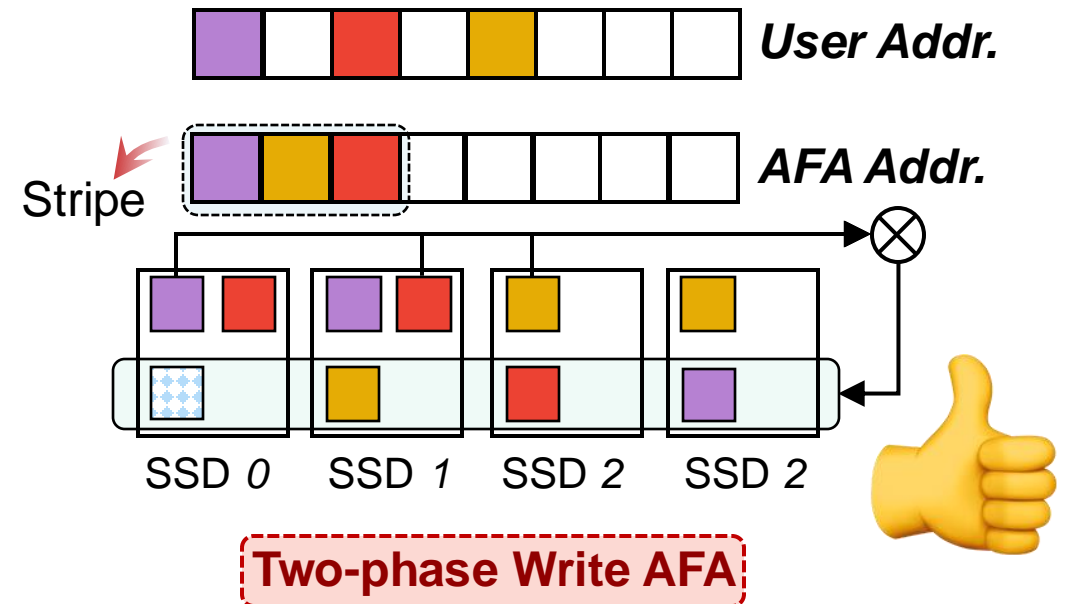 User Addr.
AFA Addr.
Stripe
SSD 0
SSD 1
SSD 2
SSD 2
Two-phase Write AFA